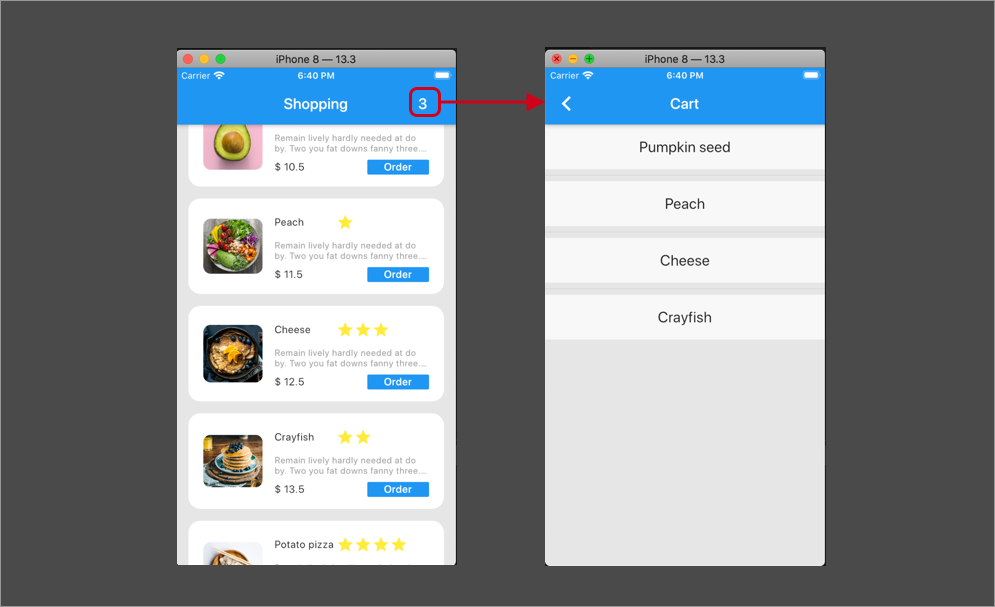 iPhone 8 — 13.3
Carrier
6:40 PM
Shopping
3
Remain lively hardly needed at do
by. Two you fat downs fanny three...
$ 10.5
Order
Peach
Remain lively hardly needed at do
by. Two you fat downs fanny three...
$ 11.5
Order
Cheese
Remain lively hardly needed at do
by. Two you fat downs fanny three...
$ 12.5
Order
Crayfish
Remain lively hardly needed at do
by. Two you fat downs fanny three...
$ 13.5
Order
Potato pizza
iPhone 8 — 13.3
Carrier
6:40 PM
Cart
Pumpkin seed
Peach
Cheese
Crayfish